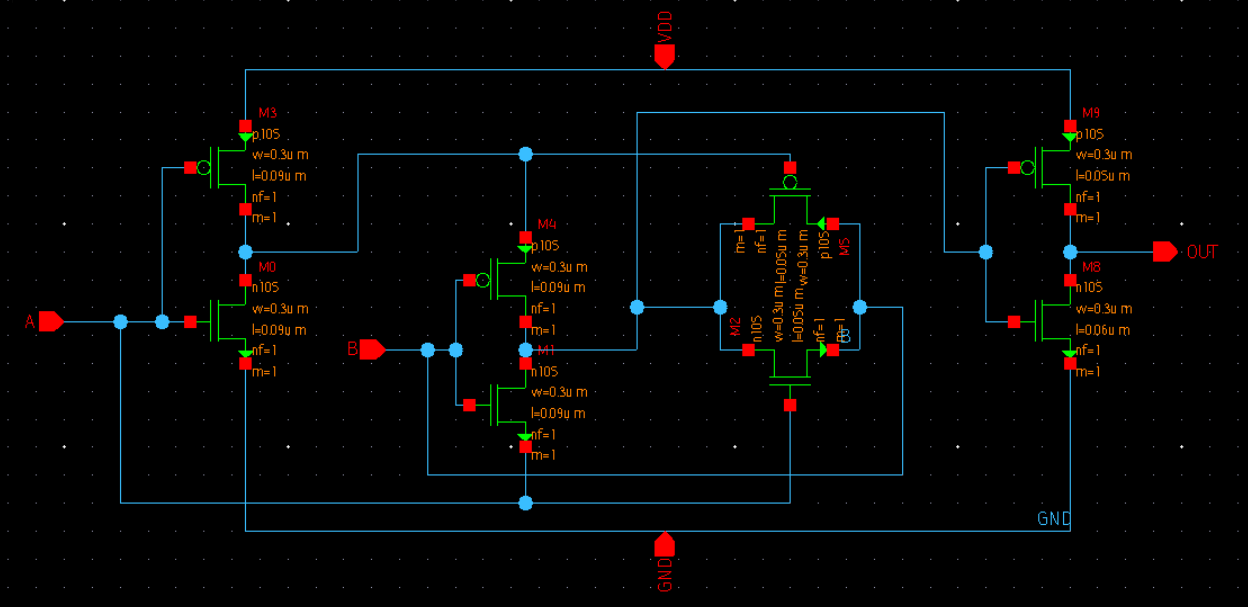 VDD
M3
p105
w=0.3u m
l=0.09u m
nf=1
m=1
M0
n105
w=0.3u m
l=0.09u m
nf=1
m=1
A
M4
p105
w=0.3u m
l=0.09u m
nf=1
m=1
B
M1
n105
w=0.3u m
l=0.09u m
nf=1
m=1
m=1
nf=1
l=0.05u m
w=0.3u m
p105
M5
M2
n105
w=0.3u m
l=0.05u m
nf=1
m=1
B
M9
p105
w=0.3u m
l=0.05u m
nf=1
m=1
OUT
M8
n105
w=0.3u m
l=0.06u m
nf=1
m=1
GND
GND